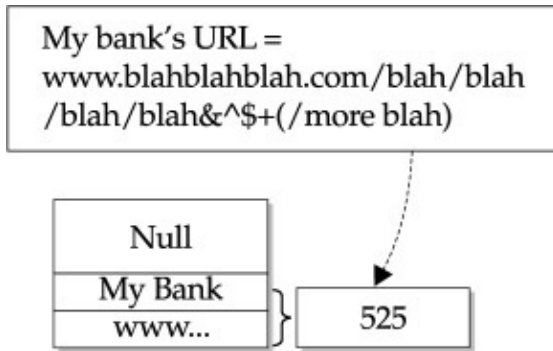 My bank's URL =
www.blahblahblah.com/blah/blah
/blah/blah&^$+(/more blah)
Null
My Bank
www...
525